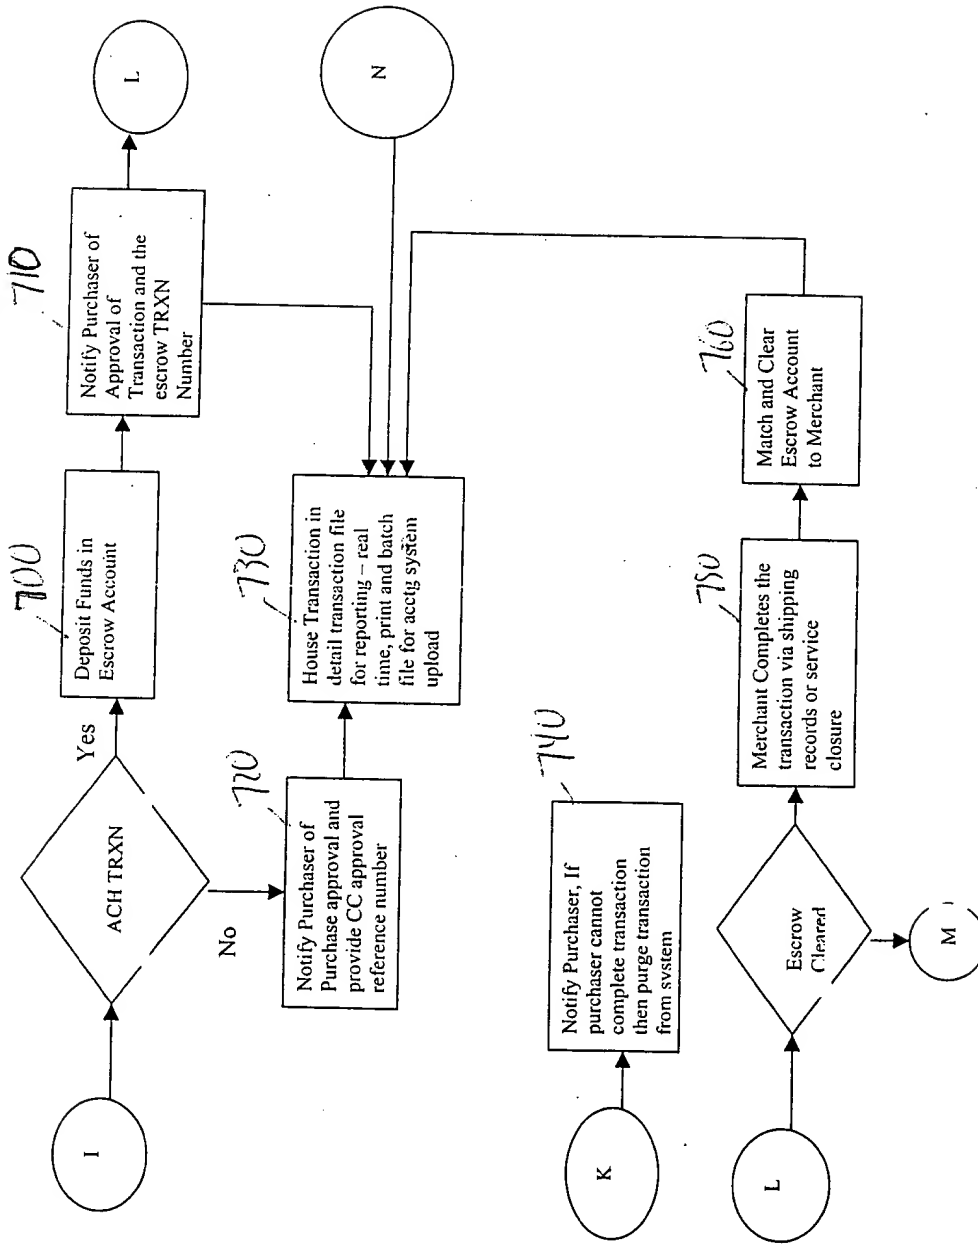 I
ACH TRXN
Yes
No
700
Deposit Funds in
Escrow Account
710
Notify Purchaser of
Approval of
Transaction and the
escrow TRXN
Number
L
720
Notify Purchaser of
Purchase approval and
provide CC approval
reference number
730
House Transaction in
detail transaction file
for reporting – real
time, print and batch
file for acctg system
upload
N
K
740
Notify Purchaser, If
purchaser cannot
complete transaction
then purge transaction
from system
L
Escrow
Cleared
M
750
Merchant Completes the
transaction via shipping
records or service
closure
760
Match and Clear
Escrow Account
to Merchant